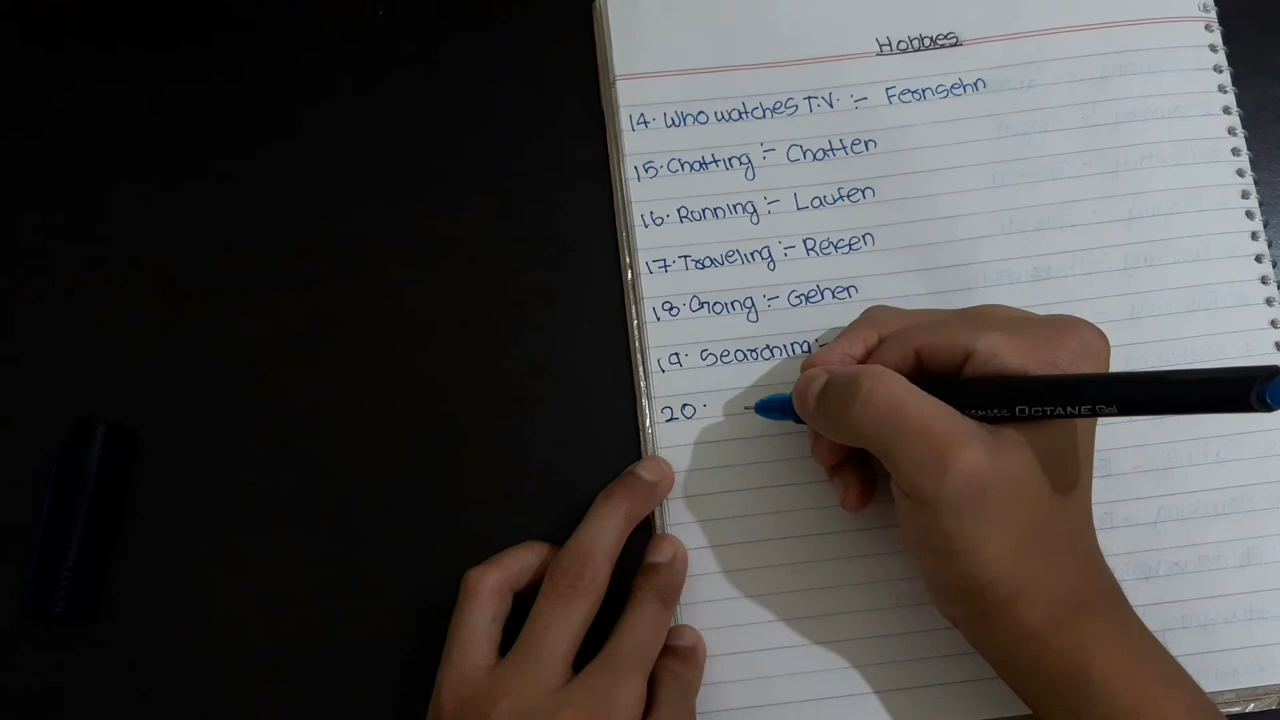 Hobbies
14. Who watches T.V. :- Fernsehn
15. Chatting :- Chatten
16. Running :- Laufen
17. Traveling :- Reisen
18. Going :- Gehen
19. Searching :-
20.
OCTANE Gel